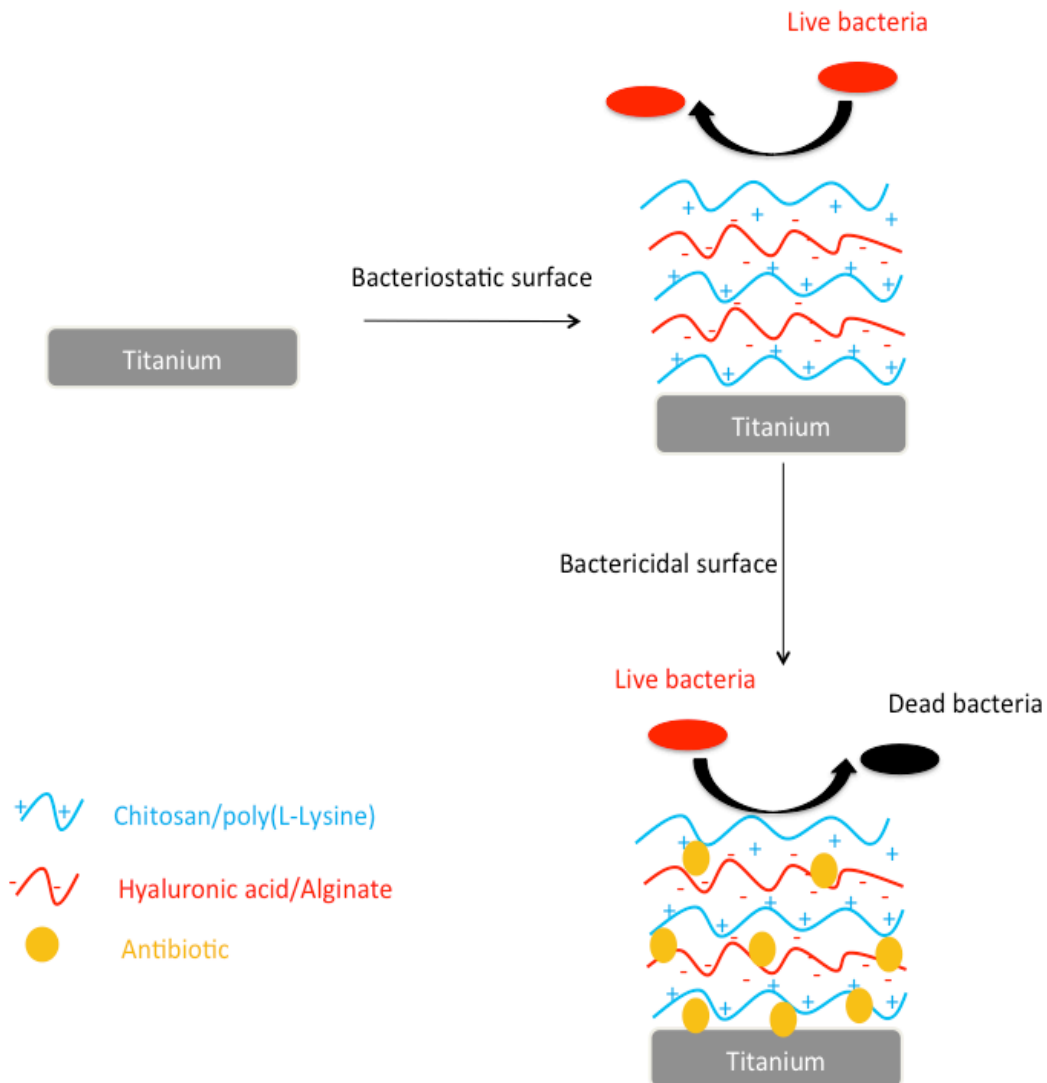 Live bacteria
Bacteriostatic surface
Titanium
Titanium
Bactericidal surface
Live bacteria
Dead bacteria
Chitosan/poly(L-Lysine)
Hyaluronic acid/Alginate
Antibiotic
Titanium